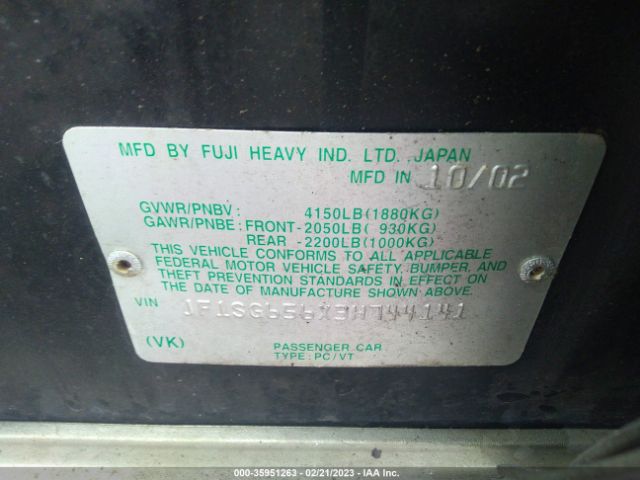 MFD BY FUJI HEAVY IND. LTD. JAPAN
MFD IN 10/02
GVWR/PNBV: 4150LB(1880KG)
GAWR/PNBE: FRONT-2050LB( 930KG)
REAR -2200LB(1000KG)
THIS VEHICLE CONFORMS TO ALL APPLICABLE
FEDERAL MOTOR VEHICLE SAFETY, BUMPER, AND
THEFT PREVENTION STANDARDS IN EFFECT ON
THE DATE OF MANUFACTURE SHOWN ABOVE.
VIN JF1SG656X3H744141
(VK) PASSENGER CAR
TYPE:PC/VT
000-35951263 - 02/21/2023 - IAA Inc.